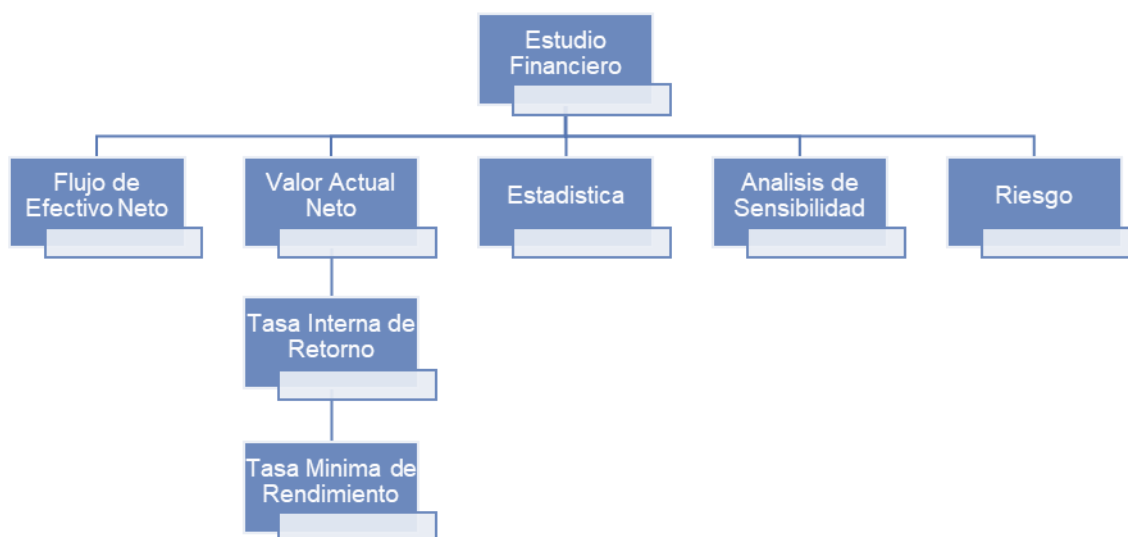 Estudio
Financiero
Flujo de
Efectivo Neto
Valor Actual
Neto
Estadistica
Analisis de
Sensibilidad
Riesgo
Tasa Interna de
Retorno
Tasa Minima de
Rendimiento